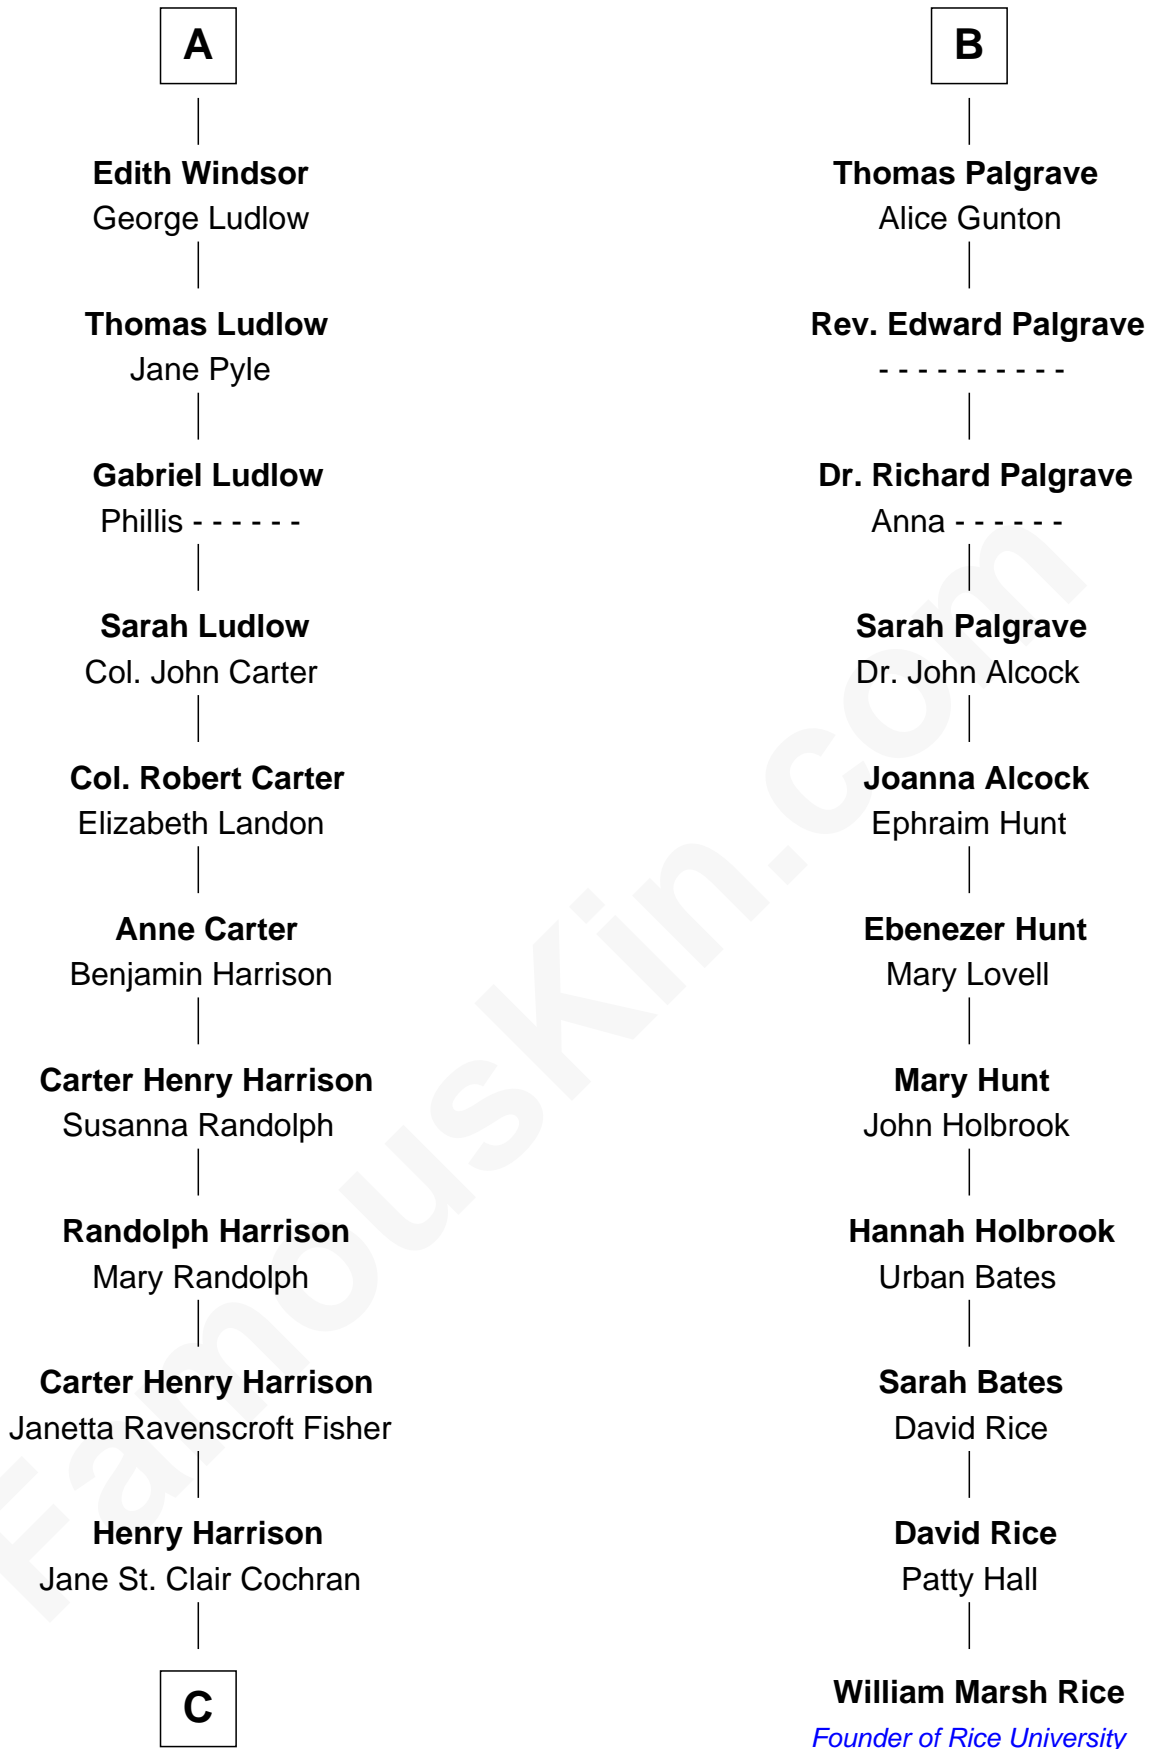 A
Edith Windsor
George Ludlow
Thomas Ludlow
Jane Pyle
Gabriel Ludlow
Phillis - - - - - -
Sarah Ludlow
Col. John Carter
Col. Robert Carter
Elizabeth Landon
Anne Carter
Benjamin Harrison
Carter Henry Harrison
Susanna Randolph
Randolph Harrison
Mary Randolph
Carter Henry Harrison
Janetta Ravenscroft Fisher
Henry Harrison
Jane St. Clair Cochran
C
B
Thomas Palgrave
Alice Gunton
Rev. Edward Palgrave
- - - - - - - - - -
Dr. Richard Palgrave
Anna - - - - - -
Sarah Palgrave
Dr. John Alcock
Joanna Alcock
Ephraim Hunt
Ebenezer Hunt
Mary Lovell
Mary Hunt
John Holbrook
Hannah Holbrook
Urban Bates
Sarah Bates
David Rice
David Rice
Patty Hall
William Marsh Rice
Founder of Rice University
FamousKin.com